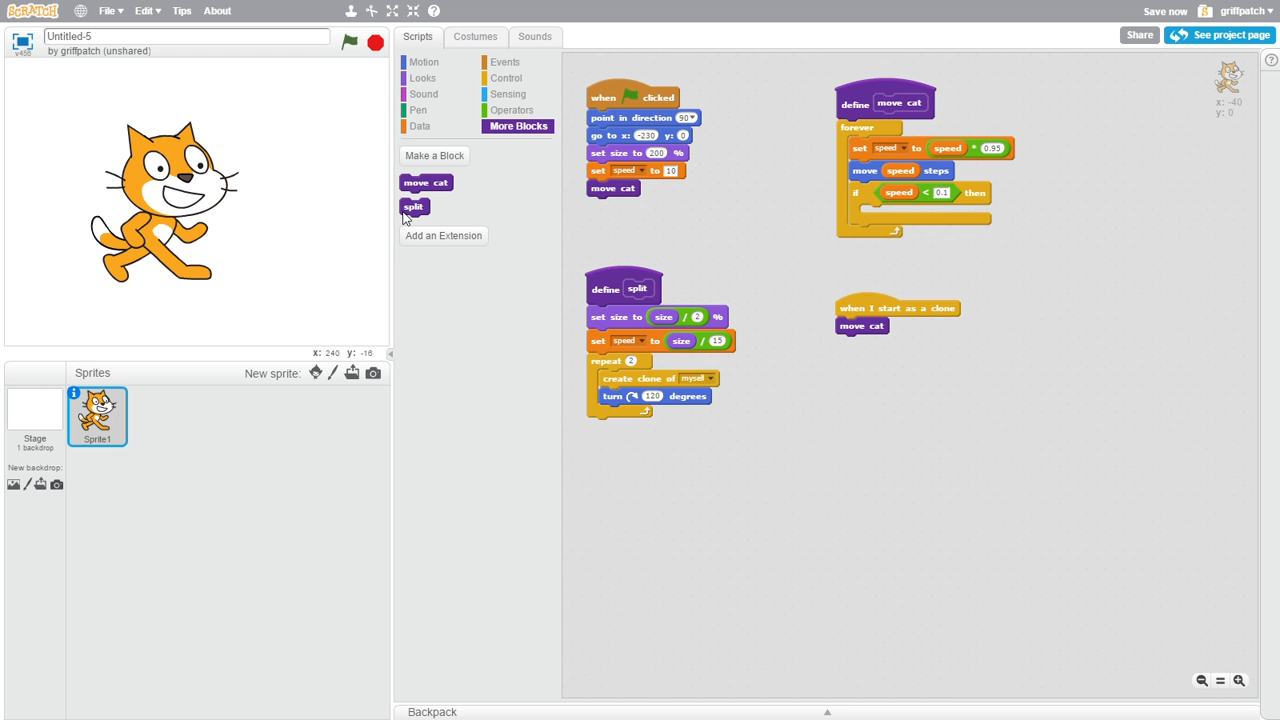 SCRATCH File Edit Tips About Save now griffpatch
Untitled-5
by griffpatch (unshared)
v456
Scripts Costumes Sounds
Share See project page
Motion Events
Looks Control
Sound Sensing
Pen Operators
Data More Blocks
Make a Block
move cat
split
Add an Extension
when clicked
point in direction 90
go to x: -230 y: 0
set size to 200 %
set speed to 10
move cat
define move cat
forever
set speed to speed * 0.95
move speed steps
if speed < 0.1 then
x: -40
y: 0
define split
set size to size / 2 %
set speed to size / 15
repeat 2
create clone of myself
turn 120 degrees
when I start as a clone
move cat
x: 240 y: -16
Sprites New sprite:
Sprite1
Stage
1 backdrop
New backdrop:
Backpack